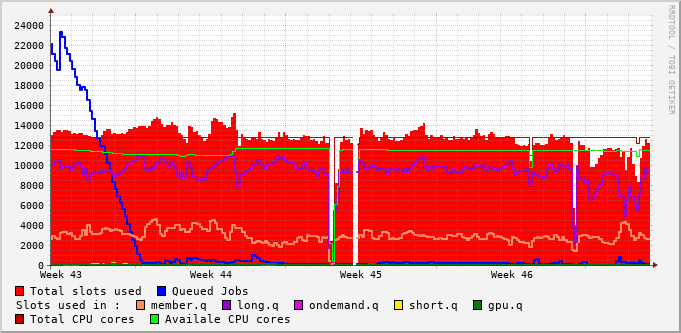 24000
22000
20000
18000
16000
14000
12000
10000
8000
6000
4000
2000
0
Week 43 Week 44 Week 45 Week 46
RRDTOOL / TOBI OETIKER
Total slots used Queued Jobs
Slots used in : member.q long.q ondemand.q short.q gpu.q
Total CPU cores Availale CPU cores